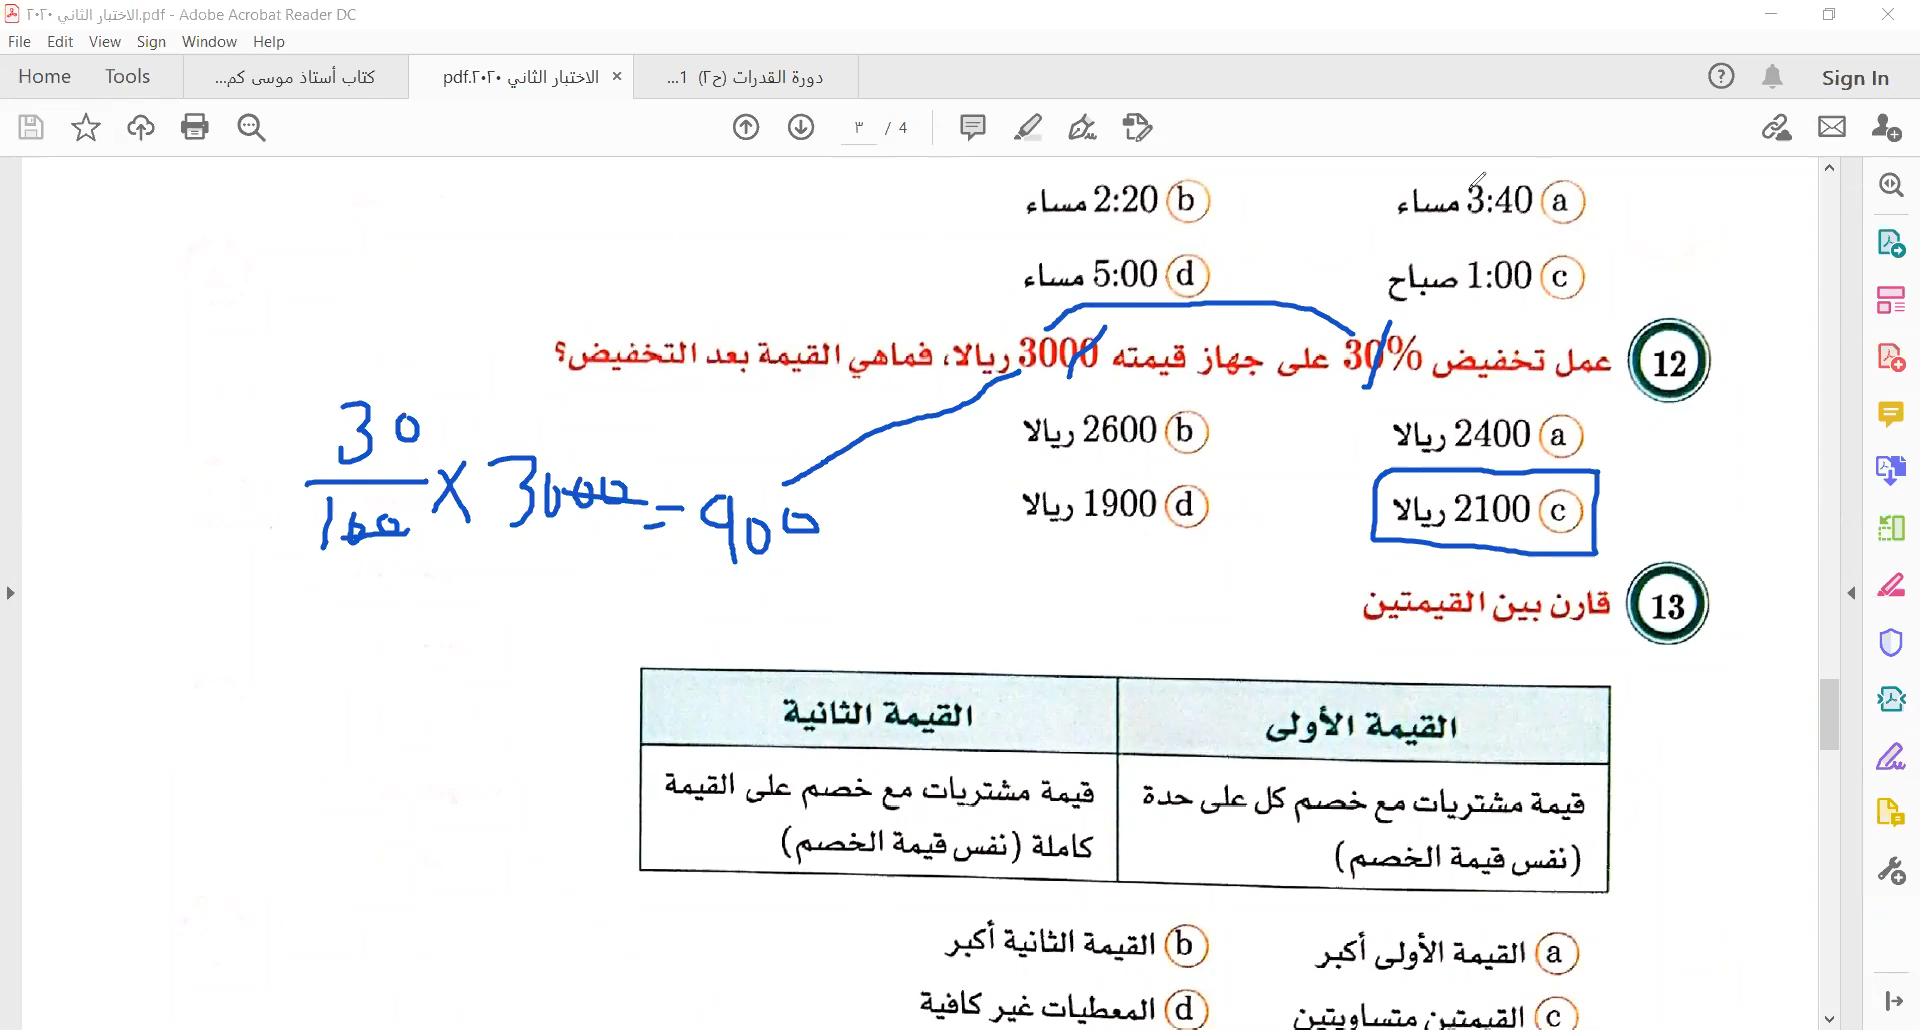 الاختبار الثاني ٢٠٢٠.pdf - Adobe Acrobat Reader DC
File Edit View Sign Window Help
Home Tools كتاب أستاذ موسى كم... الاختبار الثاني ٢٠٢٠.pdf × دورة القدرات (ح٢) 1... Sign In
٣ / 4
a 3:40 مساء b 2:20 مساء
c 1:00 صباح d 5:00 مساء
12 عمل تخفيض 30% على جهاز قيمته 3000 ريالا، فماهي القيمة بعد التخفيض؟
a 2400 ريالا b 2600 ريالا
c 2100 ريالا d 1900 ريالا
30
100 × 3000 = 900
13 قارن بين القيمتين
القيمة الأولى القيمة الثانية
قيمة مشتريات مع خصم كل على حدة قيمة مشتريات مع خصم على القيمة
(نفس قيمة الخصم) كاملة (نفس قيمة الخصم)
a القيمة الأولى أكبر b القيمة الثانية أكبر
c القيمتين متساويتين d المعطيات غير كافية